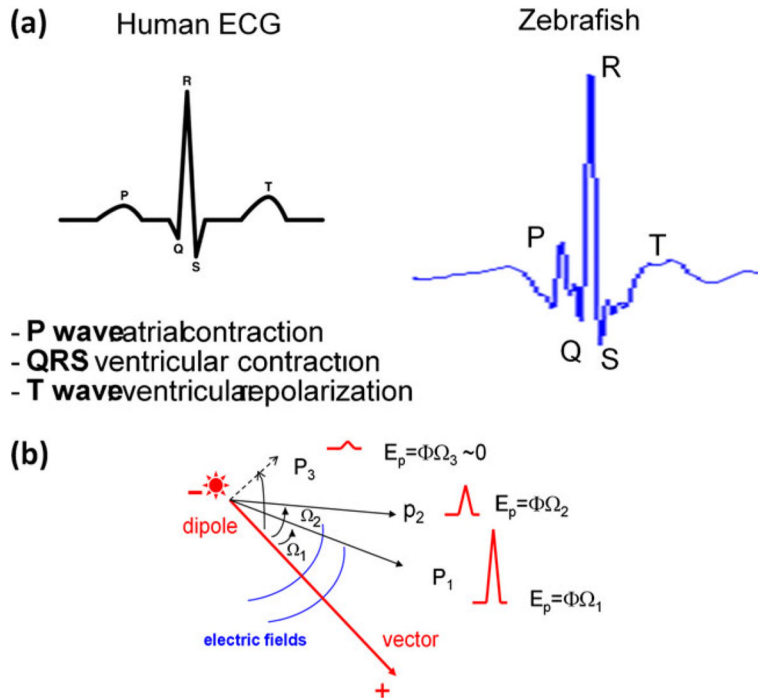 (a) Human ECG Zebrafish
R
R
P
T
Q
S
P
T
Q S
- P wave atrial contraction
- QRS ventricular contraction
- T wave ventricular repolarization
(b)
P3 Ep=ΦΩ3 ~0
dipole
Ω2
p2 Ep=ΦΩ2
Ω1
P1 Ep=ΦΩ1
electric fields
vector
+